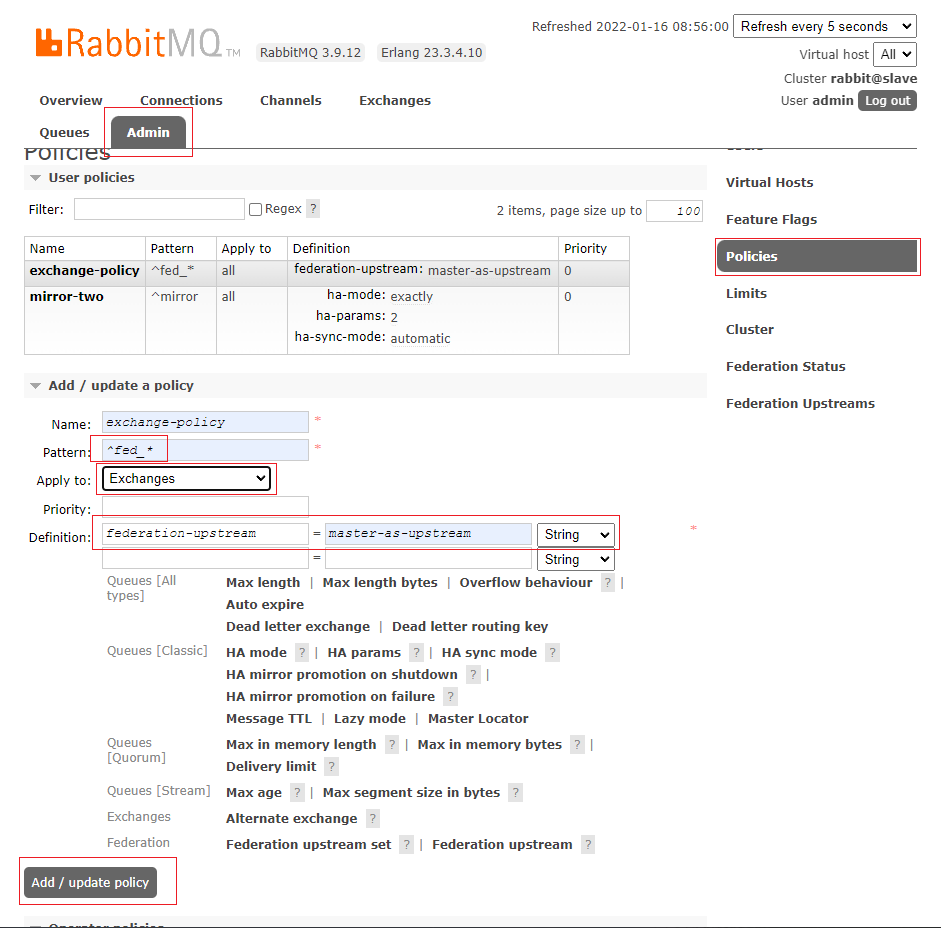 Refreshed 2022-01-16 08:56:00 Refresh every 5 seconds
RabbitMQ TM RabbitMQ 3.9.12 Erlang 23.3.4.10
Virtual host All
Cluster rabbit@slave
User admin Log out
Overview Connections Channels Exchanges
Queues Admin
Policies
User policies
Filter: Regex ? 2 items, page size up to 100
Name Pattern Apply to Definition Priority
exchange-policy ^fed_* all federation-upstream: master-as-upstream 0
mirror-two ^mirror all ha-mode: exactly 0
ha-params: 2
ha-sync-mode: automatic
Add / update a policy
Name: exchange-policy *
Pattern: ^fed_* *
Apply to: Exchanges
Priority:
Definition: federation-upstream = master-as-upstream String *
= String
Queues [All types] Max length | Max length bytes | Overflow behaviour ? |
Auto expire
Dead letter exchange | Dead letter routing key
Queues [Classic] HA mode ? | HA params ? | HA sync mode ?
HA mirror promotion on shutdown ? |
HA mirror promotion on failure ?
Message TTL | Lazy mode | Master Locator
Queues [Quorum] Max in memory length ? | Max in memory bytes ? |
Delivery limit ?
Queues [Stream] Max age ? | Max segment size in bytes ?
Exchanges Alternate exchange ?
Federation Federation upstream set ? | Federation upstream ?
Add / update policy
Operator policies
Users
Virtual Hosts
Feature Flags
Policies
Limits
Cluster
Federation Status
Federation Upstreams